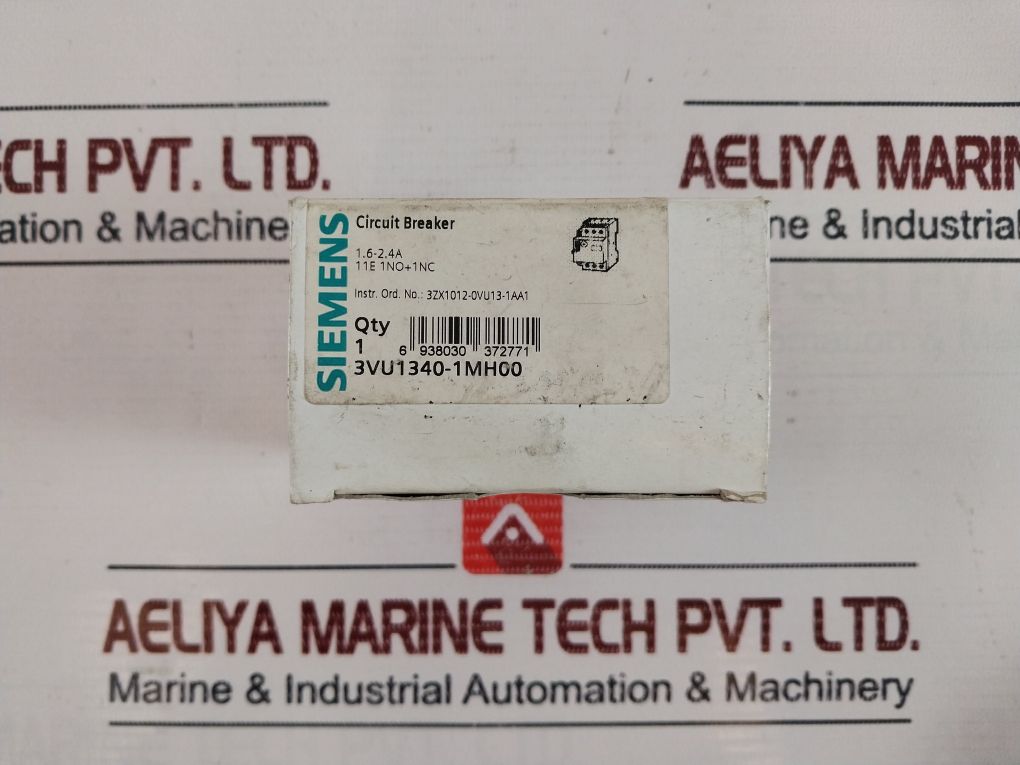 ECH PVT. LTD.
ation & Machine
AELIYA MARIN
ne & Industrial
SIEMENS
Circuit Breaker
1.6-2.4A
11E 1NO+1NC
Instr. Ord. No.: 3ZX1012-0VU13-1AA1
Qty
1
6 938030 372771
3VU1340-1MH00
AELIYA MARINE TECH PVT. LTD.
Marine & Industrial Automation & Machinery